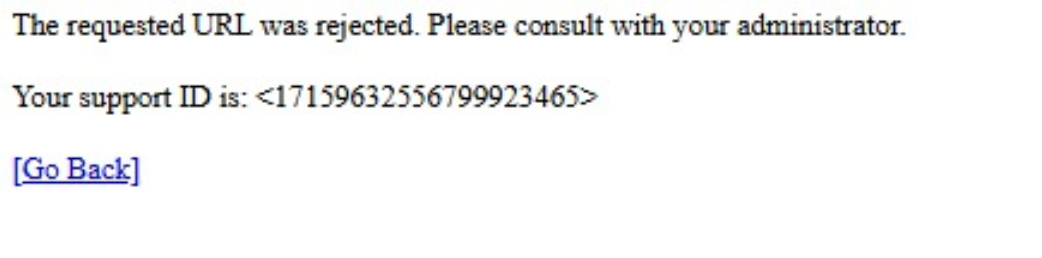 The requested URL was rejected. Please consult with your administrator.
Your support ID is: <17159632556799923465>
[Go Back]